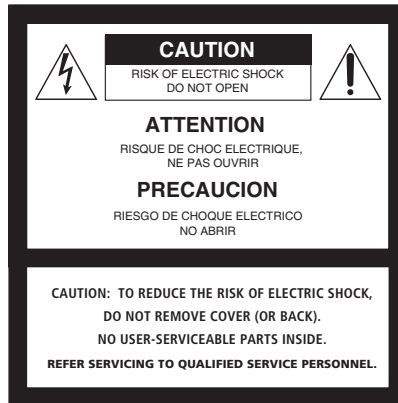 CAUTION
RISK OF ELECTRIC SHOCK
DO NOT OPEN
ATTENTION
RISQUE DE CHOC ELECTRIQUE,
NE PAS OUVRIR
PRECAUCION
RIESGO DE CHOQUE ELECTRICO
NO ABRIR
CAUTION: TO REDUCE THE RISK OF ELECTRIC SHOCK,
DO NOT REMOVE COVER (OR BACK).
NO USER-SERVICEABLE PARTS INSIDE.
REFER SERVICING TO QUALIFIED SERVICE PERSONNEL.